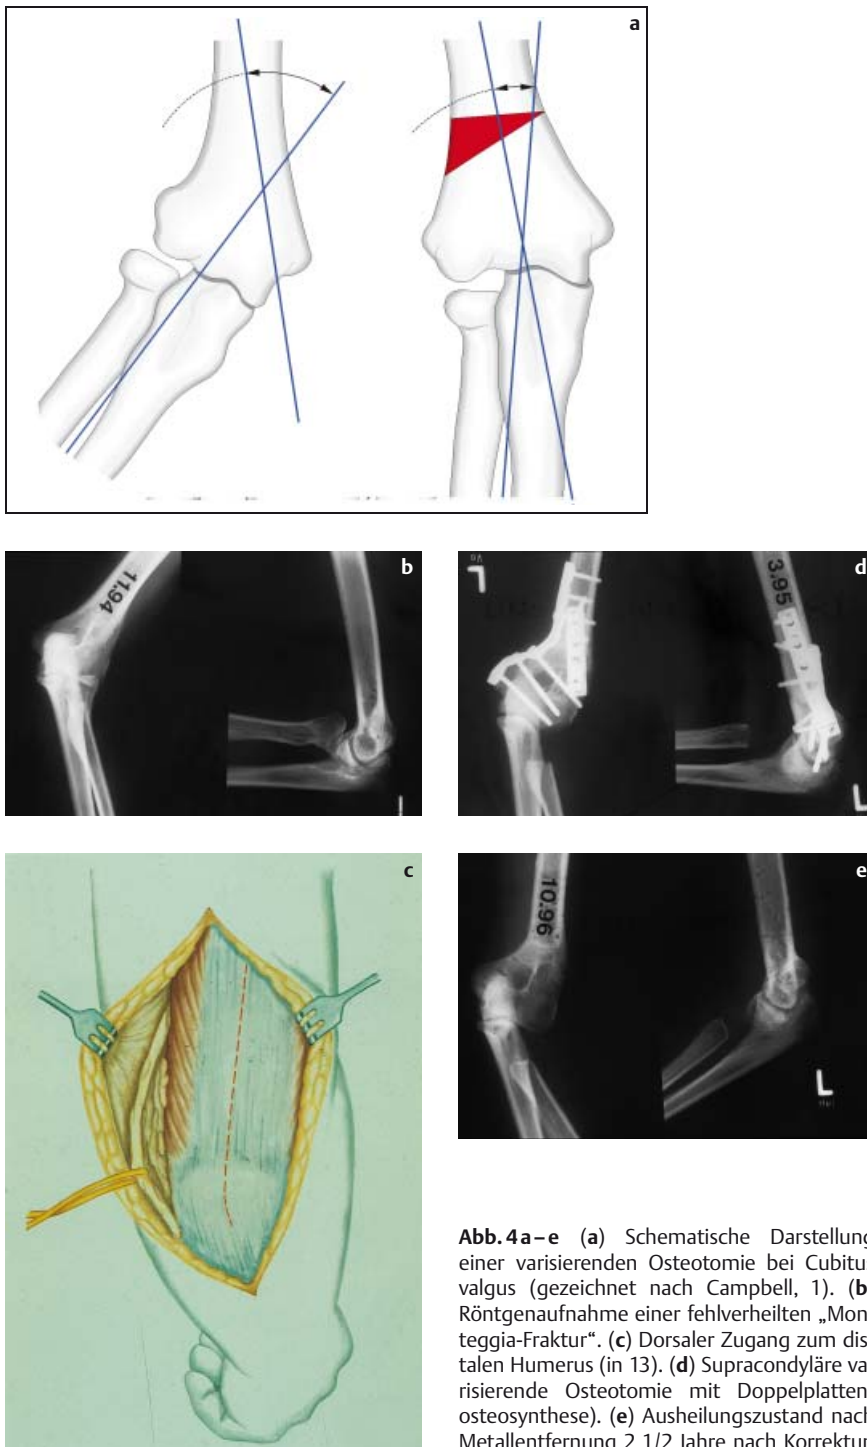 a
b
11.94
d
L
3.95
L
c
e
10.96
L
Abb. 4 a – e (a) Schematische Darstellung
einer varisierenden Osteotomie bei
valgus (gezeichnet nach Campbell, 1). (b
Röntgenaufnahme einer fehlverheilten „Mon
teggia-Fraktur“. (c) Dorsaler Zugang zum dis
talen Humerus (in 13). (d) Supracondyläre va
risierende Osteotomie mit Doppelplatten
osteosynthese). (e) Ausheilungszustand nach
Metallentfernung 2 1/2 Jahre nach Korrektur